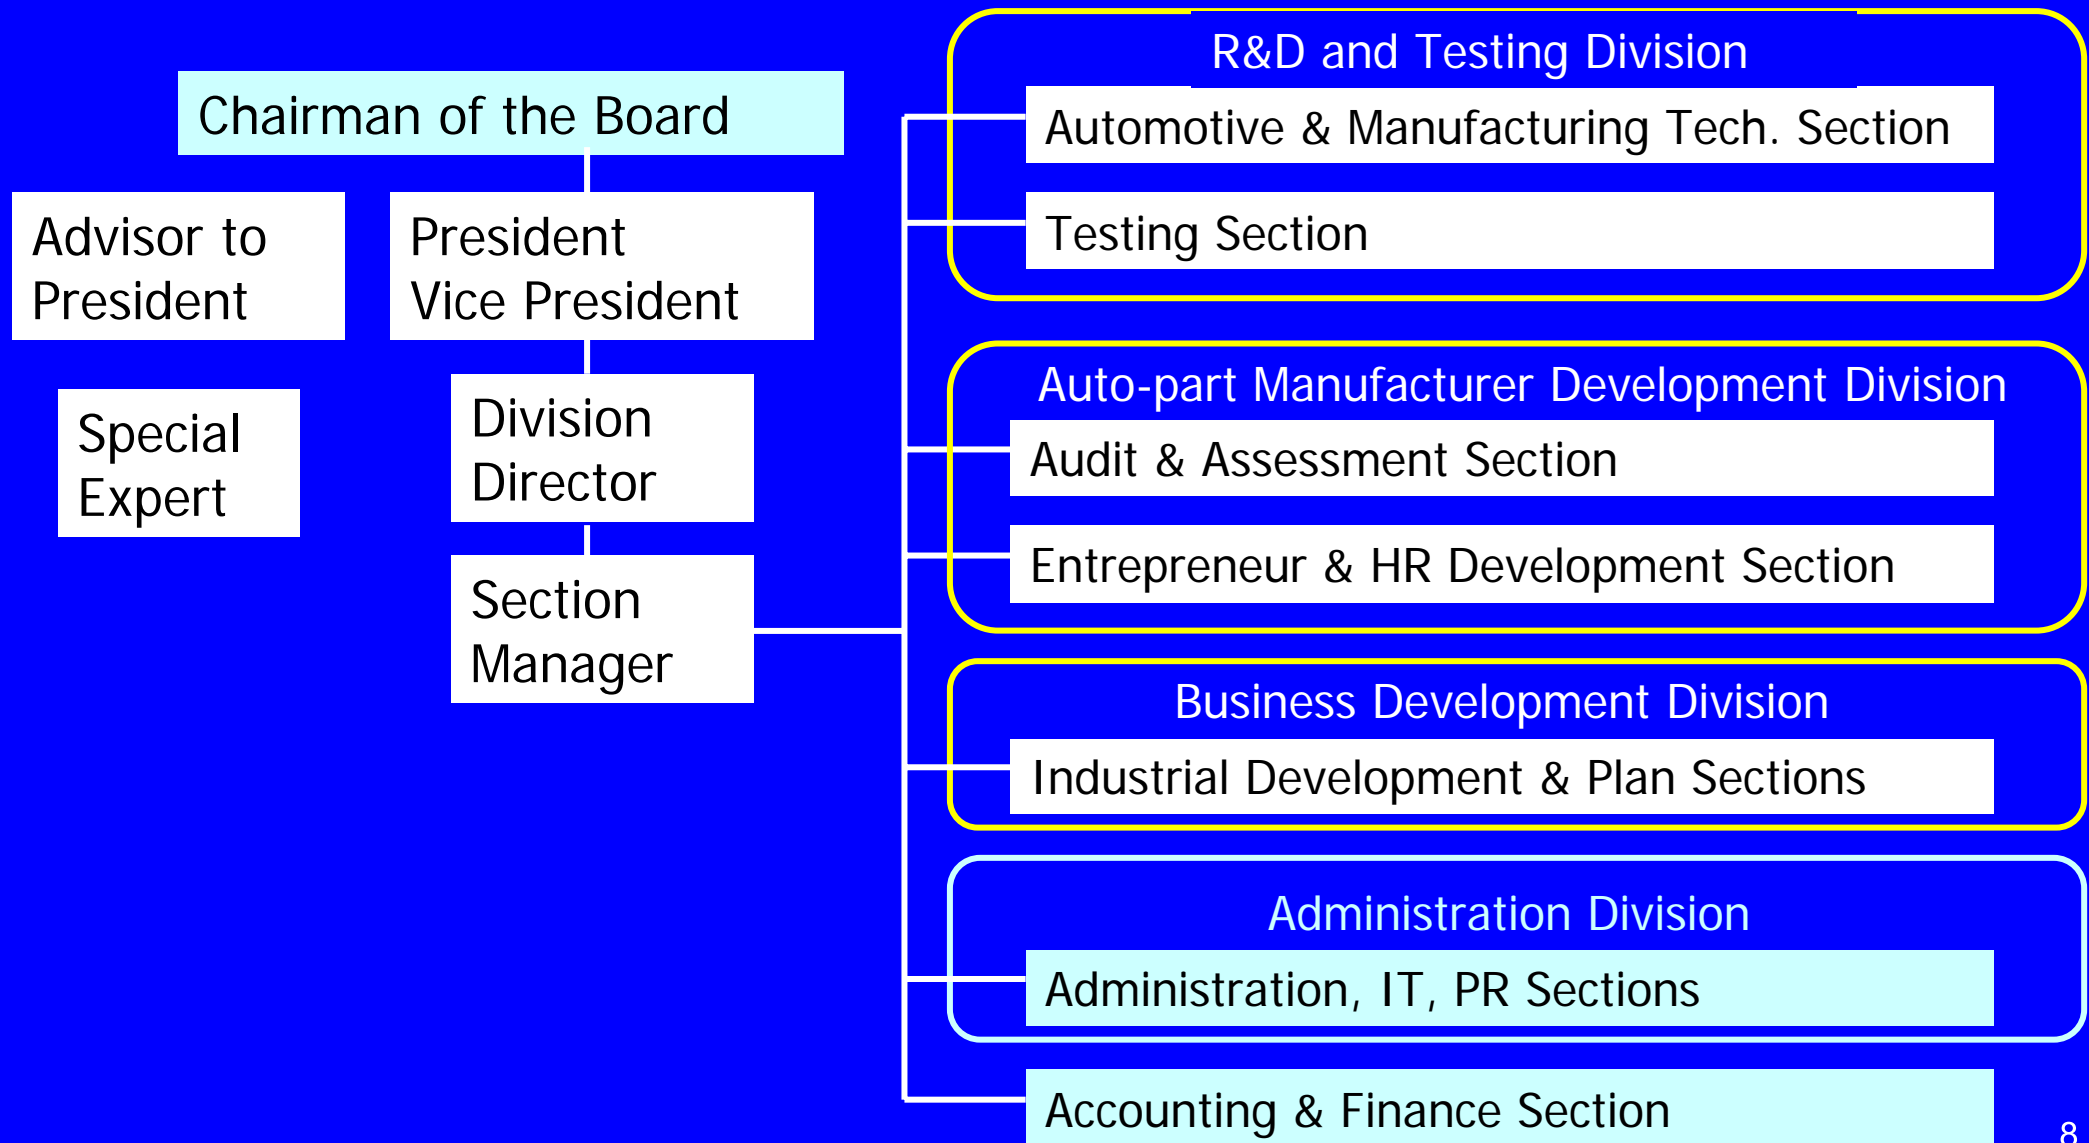 Chairman of the Board
Advisor to
President
President
Vice President
Special
Expert
Division
Director
Section
Manager
R&D and Testing Division
Automotive & Manufacturing Tech. Section
Testing Section
Auto-part Manufacturer Development Division
Audit & Assessment Section
Entrepreneur & HR Development Section
Business Development Division
Industrial Development & Plan Sections
Administration Division
Administration, IT, PR Sections
Accounting & Finance Section
8